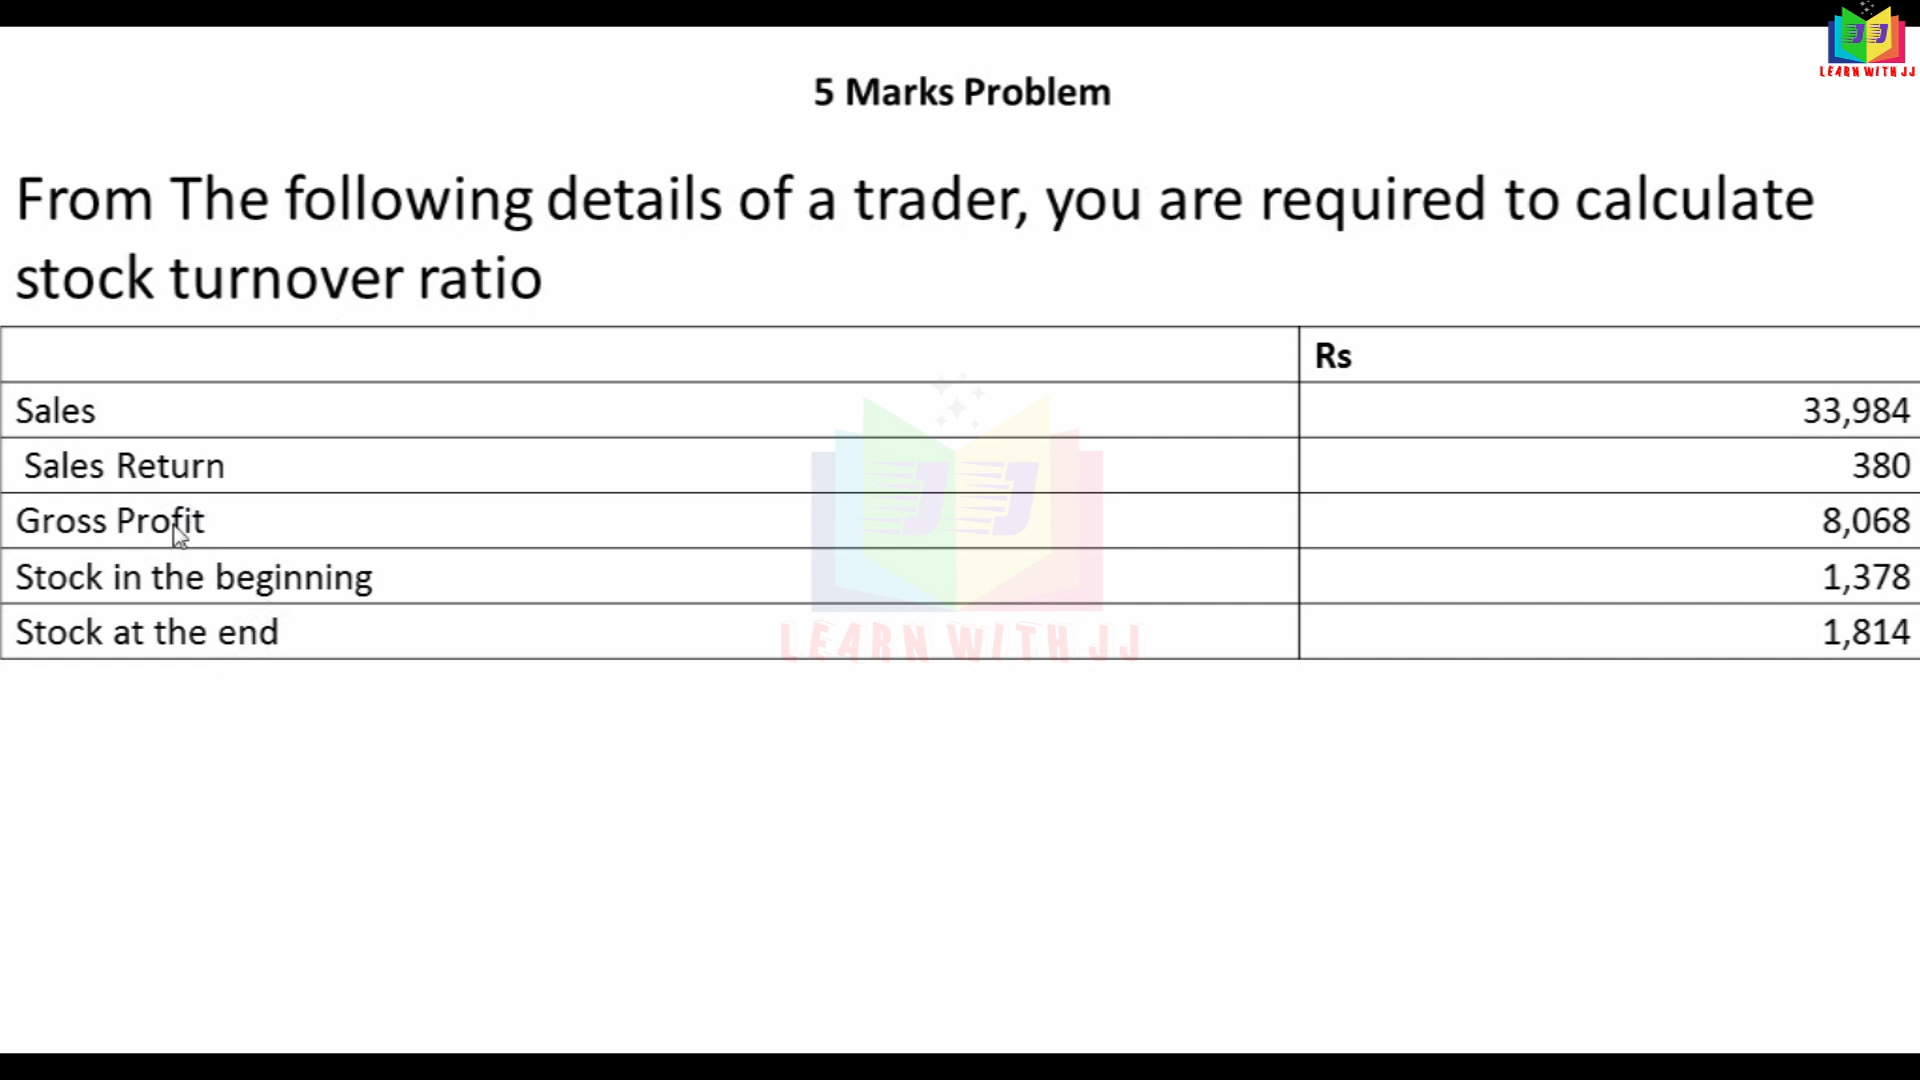 JJ
LEARN WITH JJ
5 Marks Problem
From The following details of a trader, you are required to calculate
stock turnover ratio
Rs
Sales 33,984
Sales Return 380
Gross Profit 8,068
Stock in the beginning 1,378
Stock at the end 1,814
JJ
LEARN WITH JJ